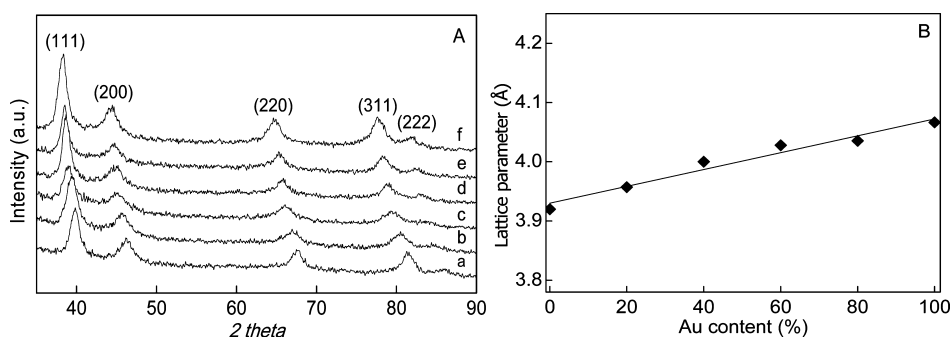 A
(111)
(200)
(220)
(311)
(222)
f
e
d
c
b
a
Intensity (a.u.)
40 50 60 70 80 90
2 theta
B
4.2
4.1
4.0
3.9
3.8
Lattice parameter (Å)
0 20 40 60 80 100
Au content (%)